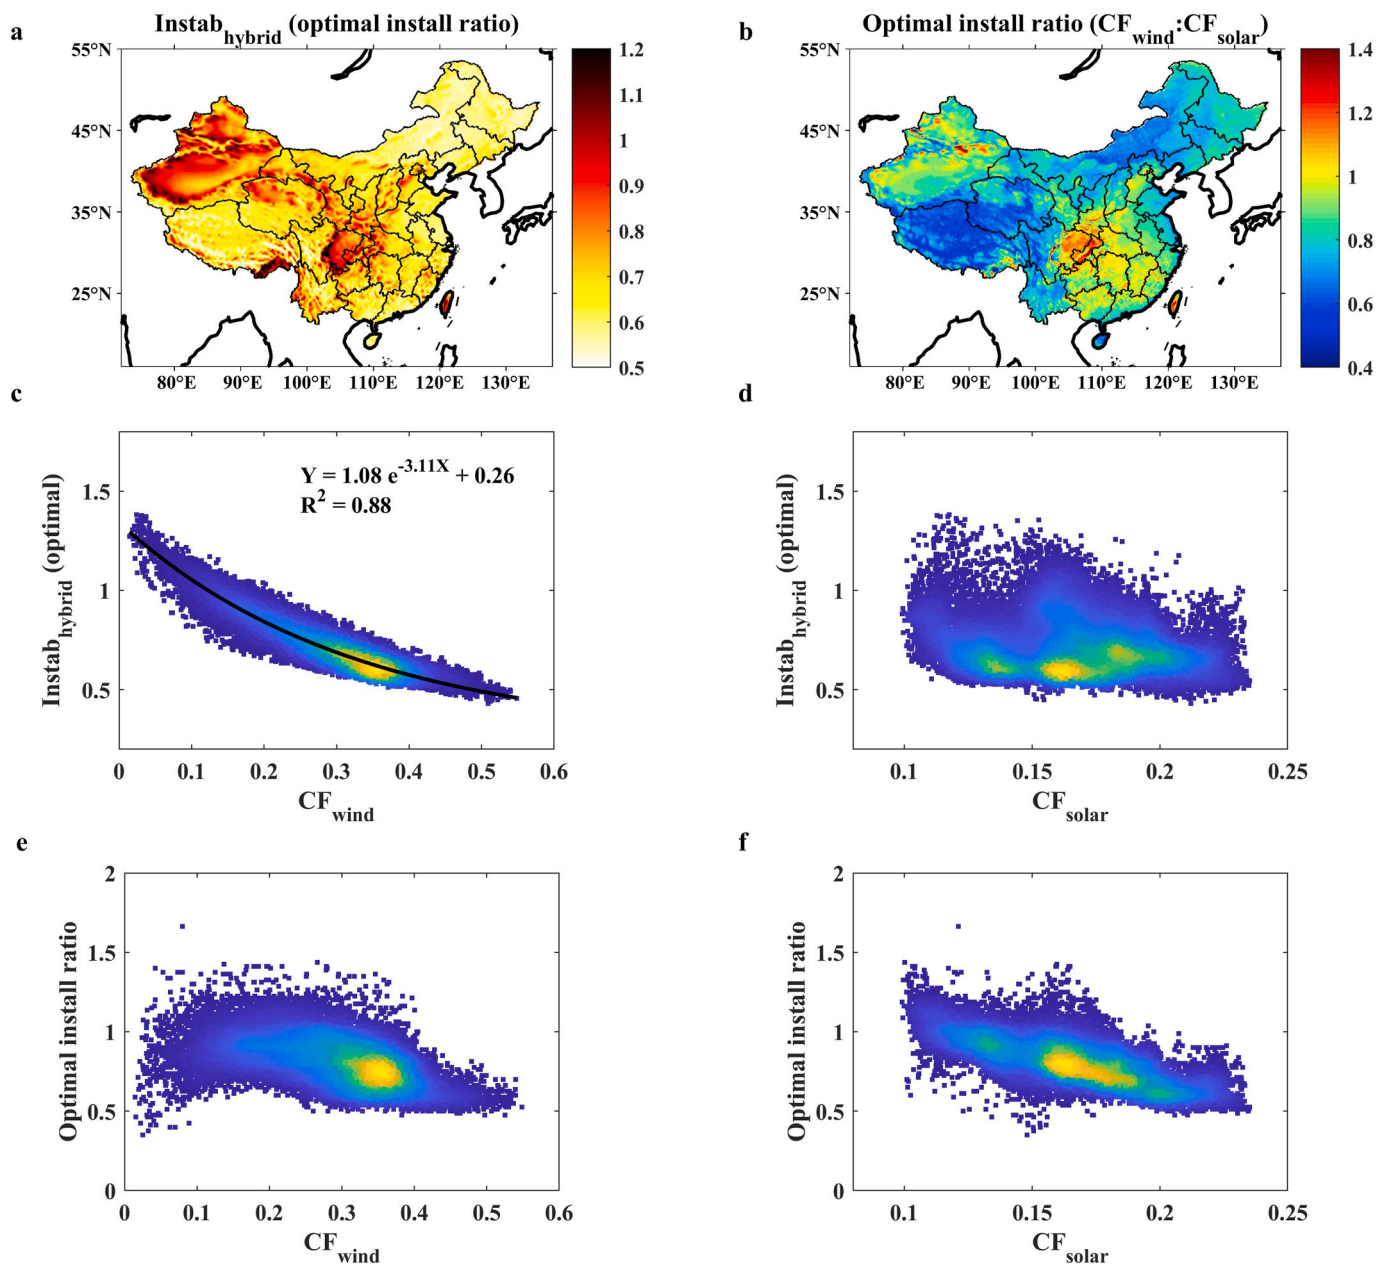 a
Instab_hybrid (optimal install ratio)
55°N
45°N
35°N
25°N
80°E 90°E 100°E 110°E 120°E 130°E
1.2
1.1
1
0.9
0.8
0.7
0.6
0.5
b
Optimal install ratio (CF_wind:CF_solar)
55°N
45°N
35°N
25°N
80°E 90°E 100°E 110°E 120°E 130°E
1.4
1.2
1
0.8
0.6
0.4
c
Instab_hybrid (optimal)
1.5
1
0.5
Y = 1.08 e^-3.11X + 0.26
R^2 = 0.88
0 0.1 0.2 0.3 0.4 0.5 0.6
CF_wind
d
Instab_hybrid (optimal)
1.5
1
0.5
0.1 0.15 0.2 0.25
CF_solar
e
Optimal install ratio
2
1.5
1
0.5
0
0 0.1 0.2 0.3 0.4 0.5 0.6
CF_wind
f
Optimal install ratio
2
1.5
1
0.5
0
0.1 0.15 0.2 0.25
CF_solar